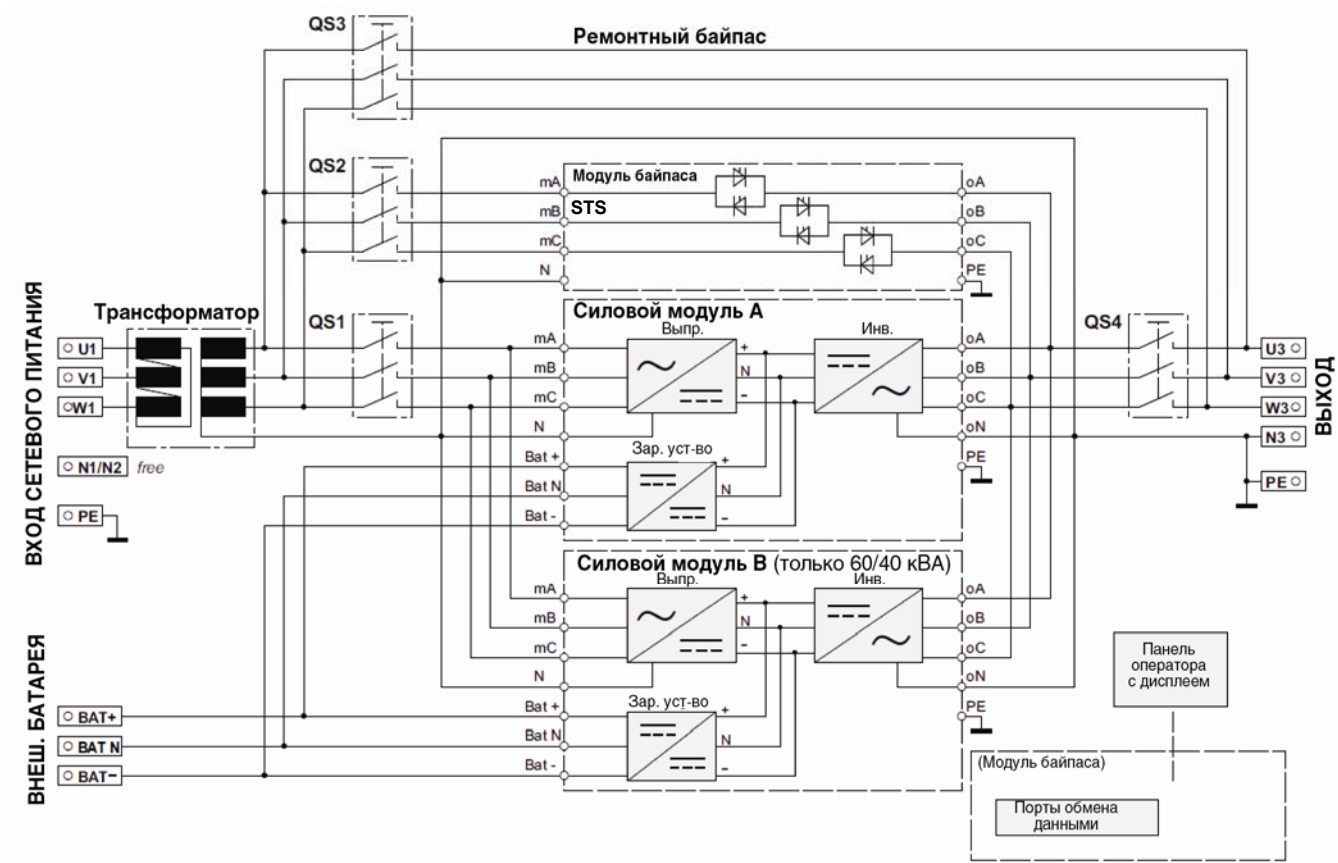 QS3
Ремонтный байпас
QS2
mA
Модуль байпаса
oA
mB
STS
oB
mC
oC
N
PE
ВХОД СЕТЕВОГО ПИТАНИЯ
Трансформатор
QS1
Силовой модуль A
QS4
Выпр.
Инв.
U1
mA
+
oA
U3
V1
mB
N
oB
V3
W1
mC
-
oC
W3
N
oN
N3
ВЫХОД
N1/N2
free
Зар. уст-во
Bat +
+
PE
Bat N
N
PE
PE
Bat -
-
Силовой модуль B (только 60/40 кВА)
Выпр.
Инв.
mA
+
oA
mB
N
oB
mC
-
oC
N
oN
Зар. уст-во
Bat +
+
PE
Bat N
N
Bat -
-
ВНЕШ. БАТАРЕЯ
BAT+
BAT N
BAT−
Панель
оператора
с дисплеем
(Модуль байпаса)
Порты обмена
данными